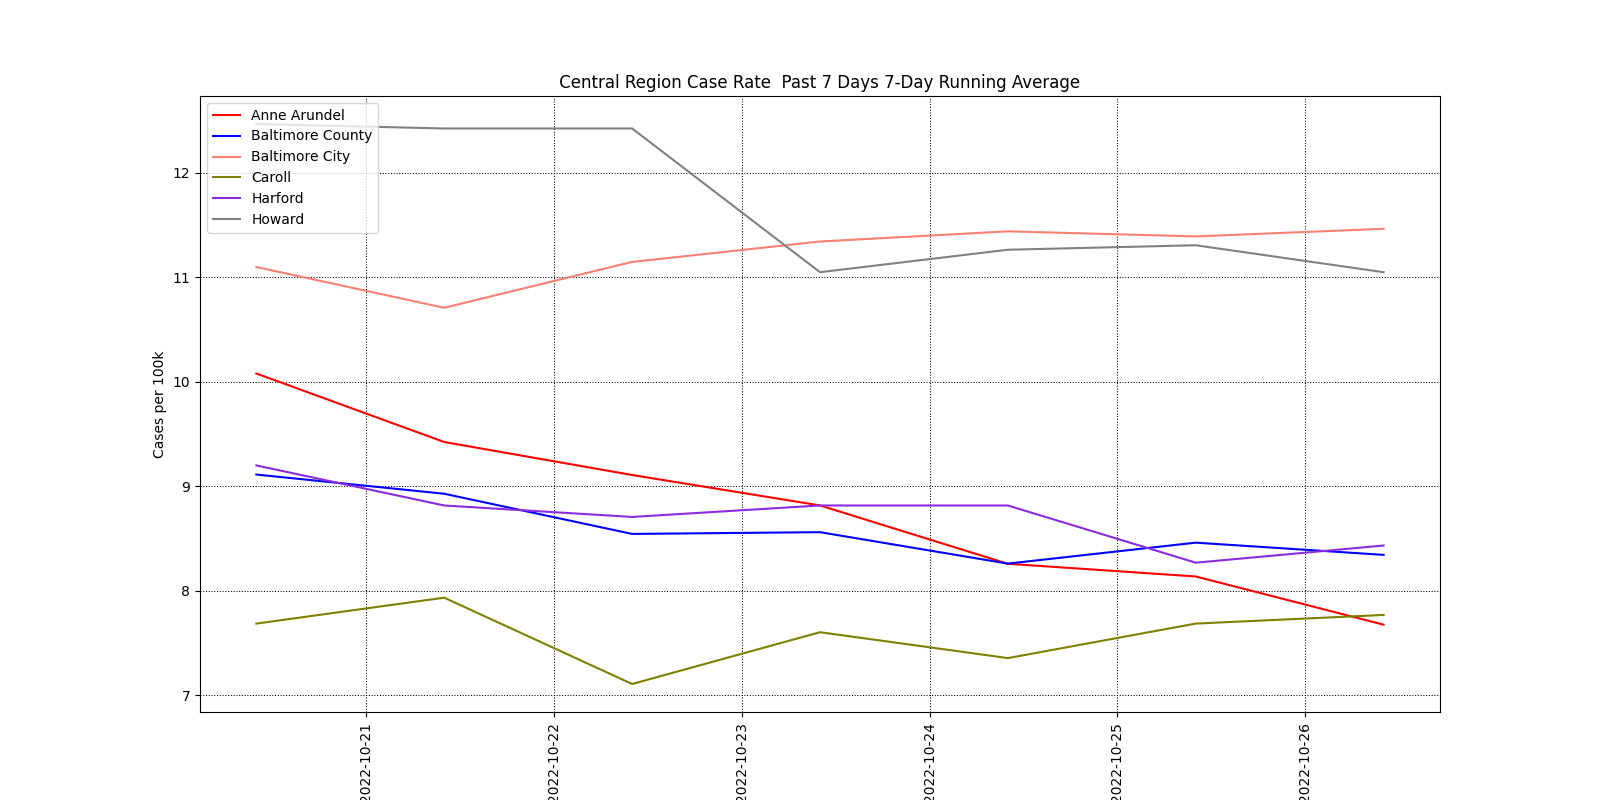 Central Region Case Rate  Past 7 Days 7-Day Running Average
Anne Arundel
Baltimore County
Baltimore City
Caroll
Harford
Howard
Cases per 100k
12
11
10
9
8
7
2022-10-21
2022-10-22
2022-10-23
2022-10-24
2022-10-25
2022-10-26